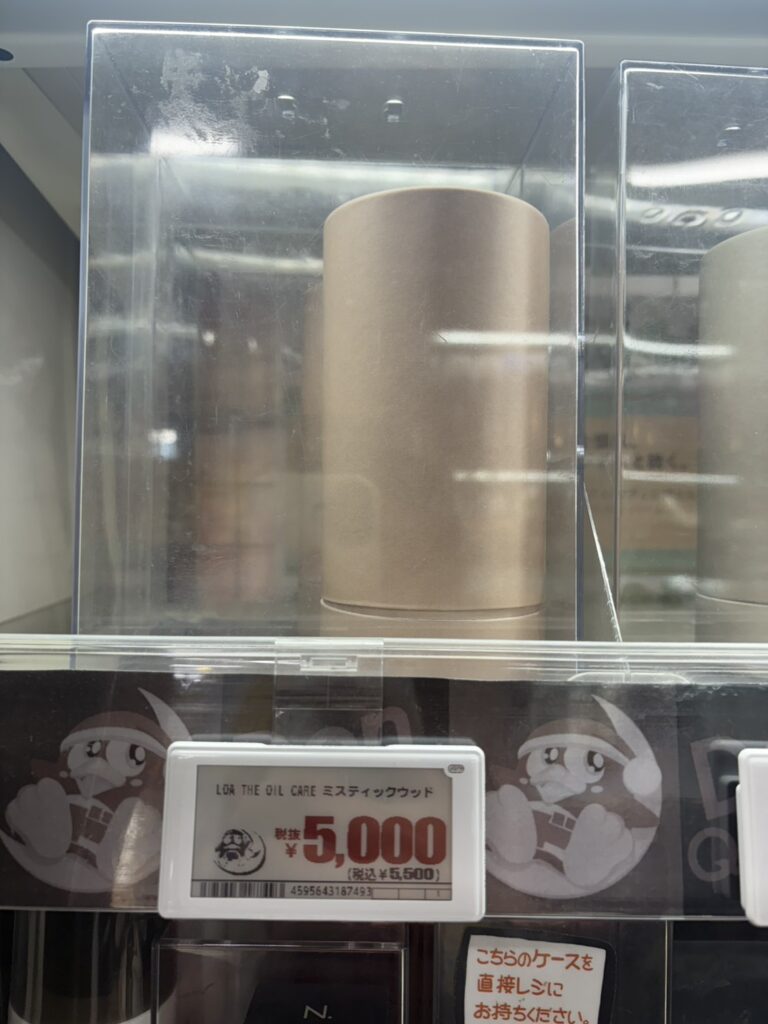 LOA THE OIL CARE ミスティックウッド
税抜
¥5,000
(税込¥5,500)
4595643187493
N.
こちらのケースを
直接レジに
お持ちください。